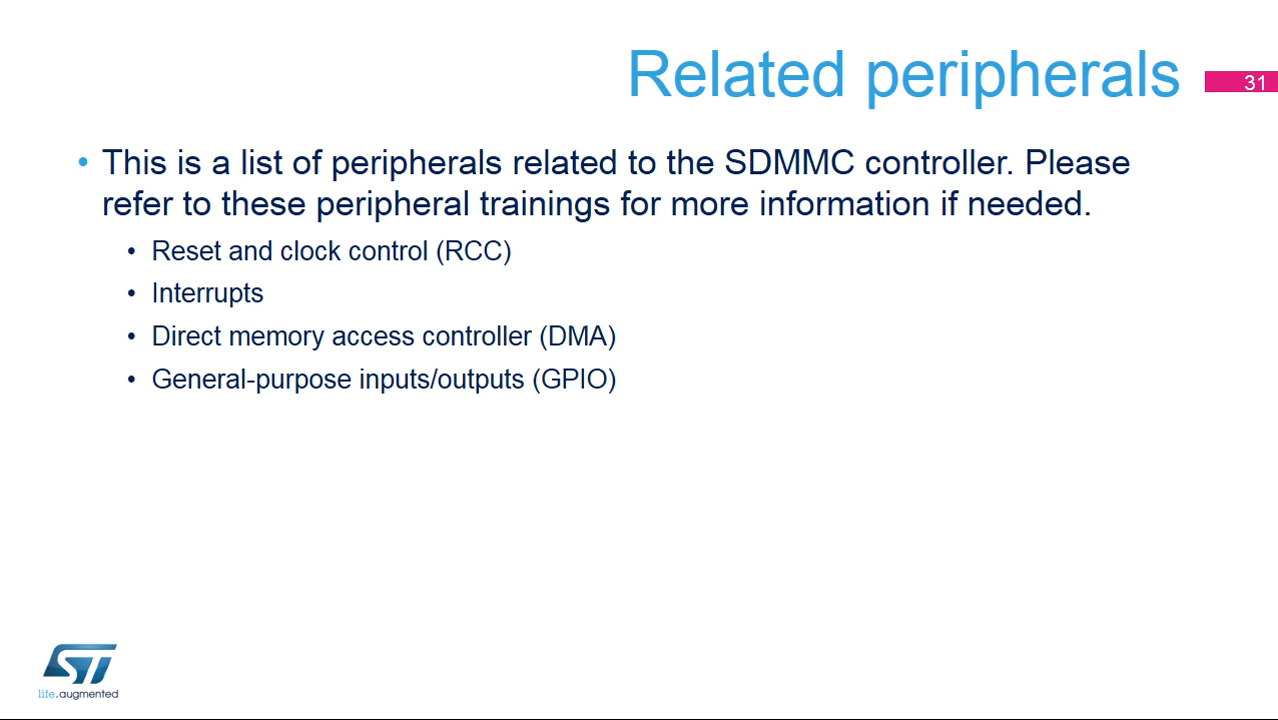 Related peripherals
31
• This is a list of peripherals related to the SDMMC controller. Please
refer to these peripheral trainings for more information if needed.
• Reset and clock control (RCC)
• Interrupts
• Direct memory access controller (DMA)
• General-purpose inputs/outputs (GPIO)
ST
life.augmented